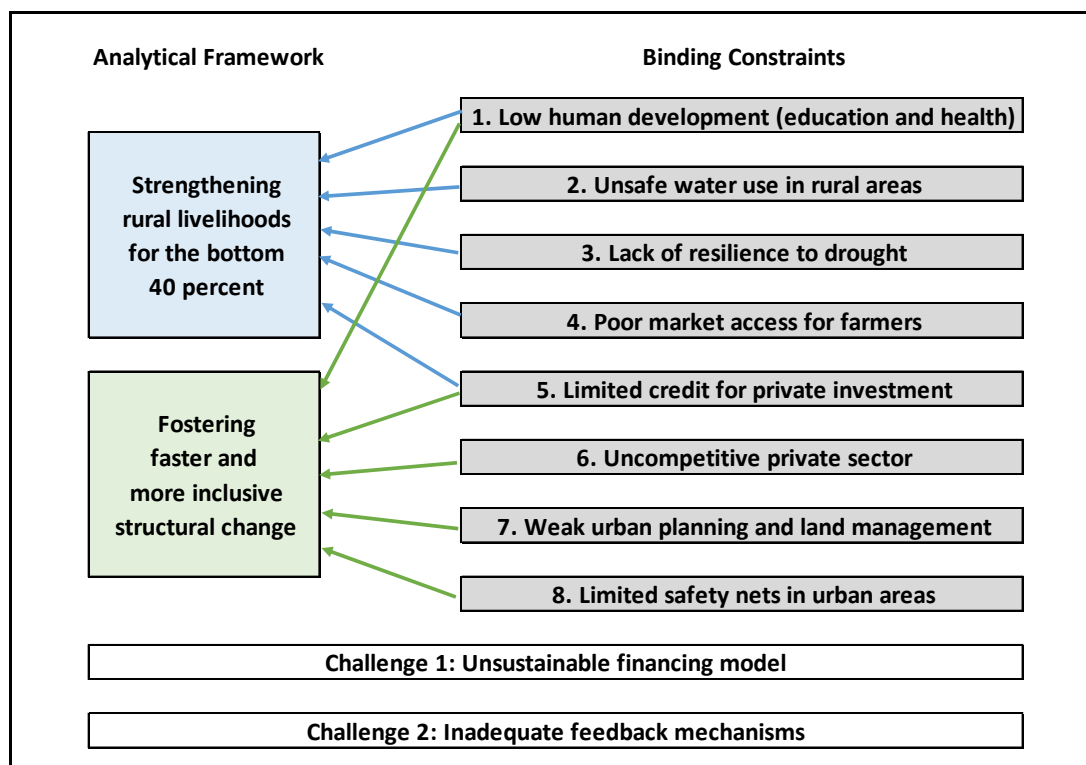 Analytical Framework
Binding Constraints
Strengthening
rural livelihoods
for the bottom
40 percent
Fostering
faster and
more inclusive
structural change
1. Low human development (education and health)
2. Unsafe water use in rural areas
3. Lack of resilience to drought
4. Poor market access for farmers
5. Limited credit for private investment
6. Uncompetitive private sector
7. Weak urban planning and land management
8. Limited safety nets in urban areas
Challenge 1: Unsustainable financing model
Challenge 2: Inadequate feedback mechanisms